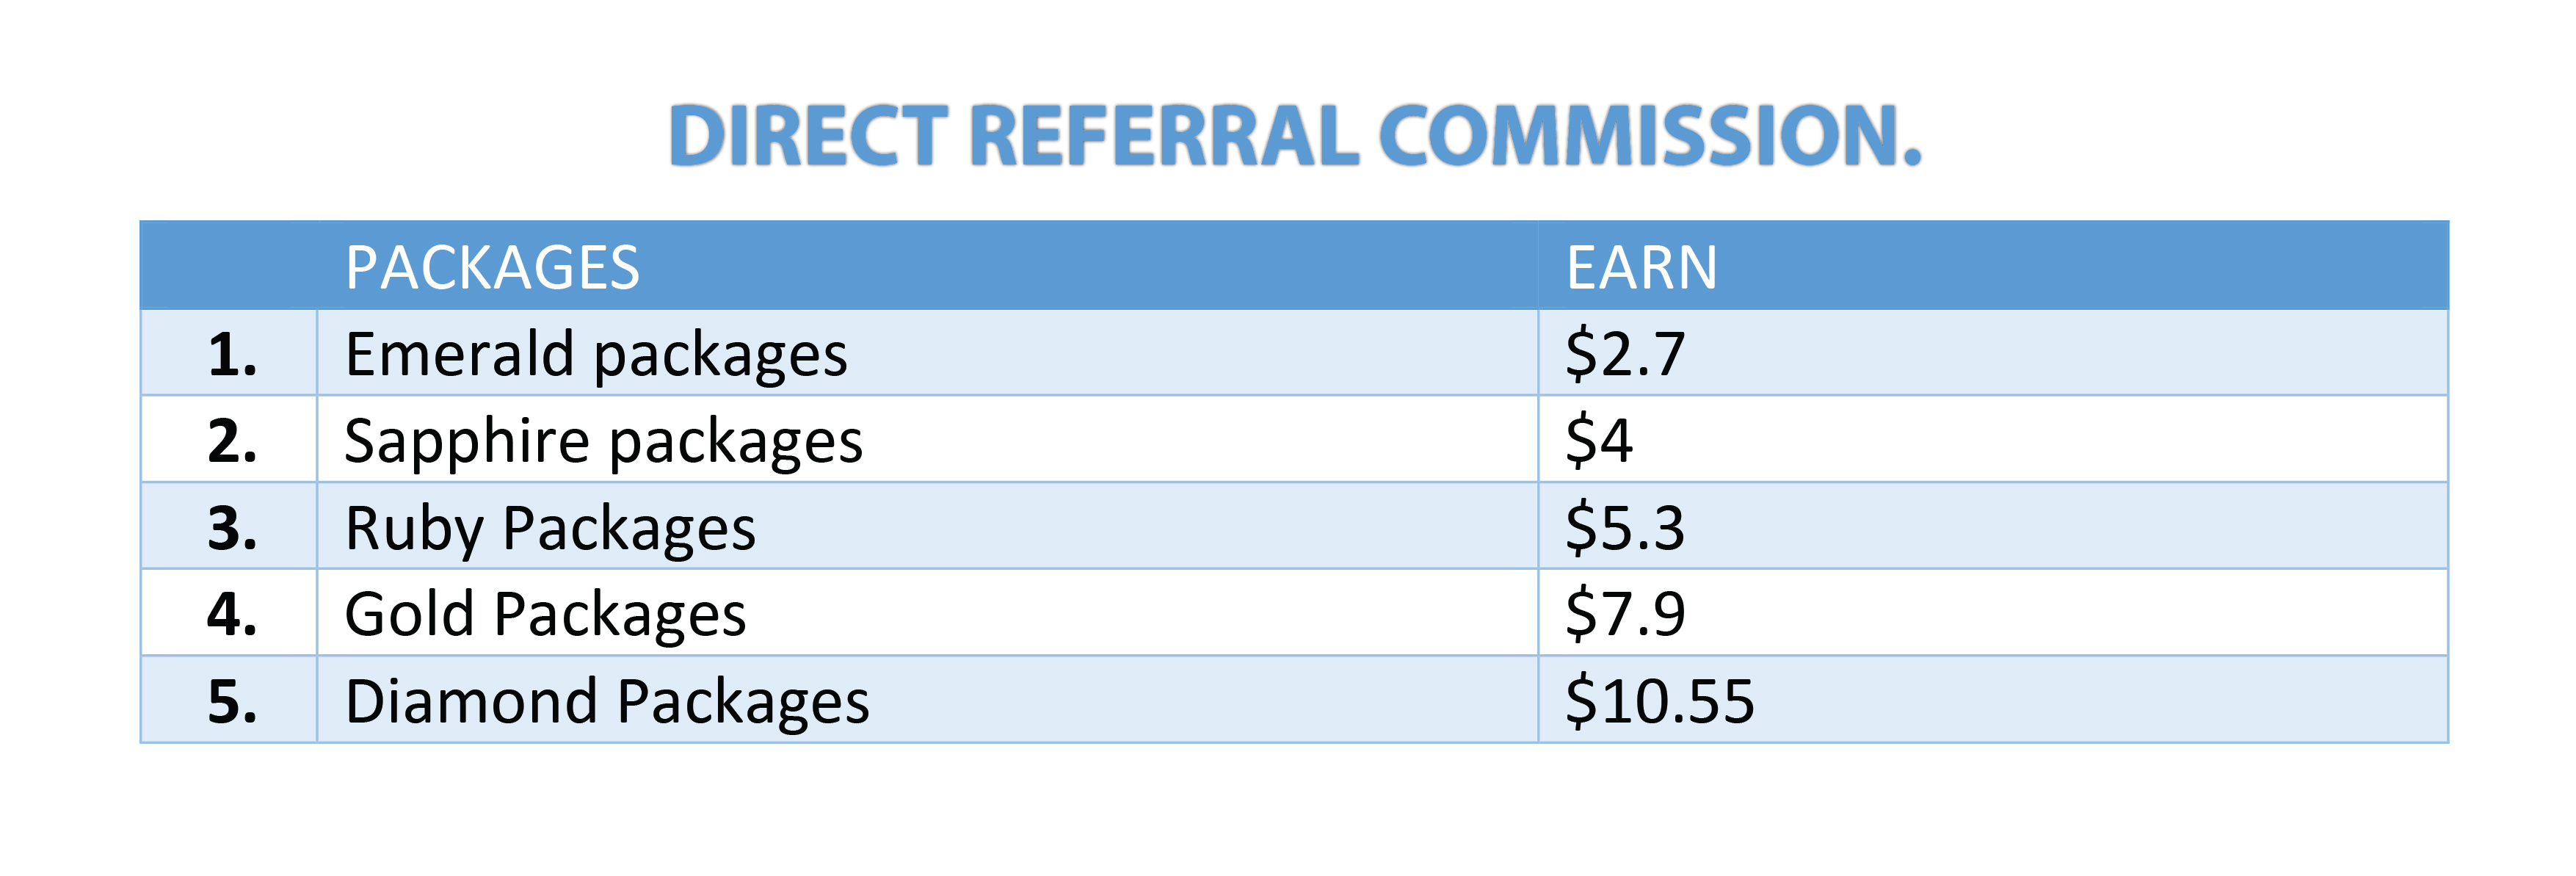 DIRECT REFERRAL COMMISSION.
PACKAGES EARN
1. Emerald packages $2.7
2. Sapphire packages $4
3. Ruby Packages $5.3
4. Gold Packages $7.9
5. Diamond Packages $10.55